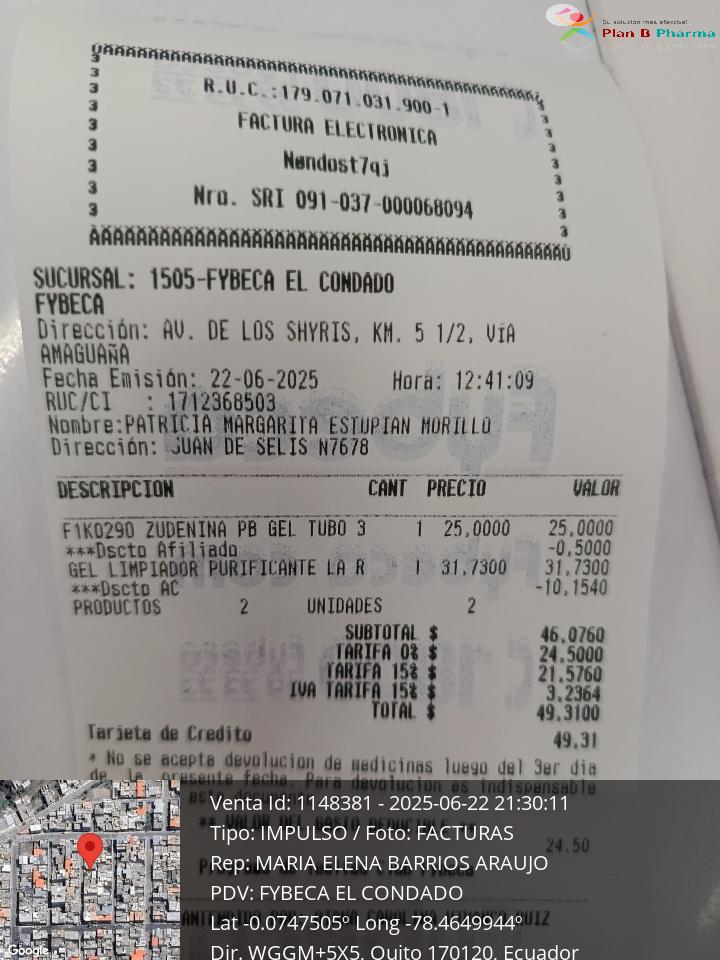 Su solución más efectiva!
Plan B Pharma
R.U.C.:179.071.031.900-1
FACTURA ELECTRONICA
Nøndost7qj
Nro. SRI 091-037-000068094
SUCURSAL: 1505-FYBECA EL CONDADO
FYBECA
Dirección: AV. DE LOS SHYRIS, KM. 5 1/2, VÍA
AMAGUAÑA
Fecha Emisión: 22-06-2025 Hora: 12:41:09
RUC/CI : 1712368503
Nombre:PATRICIA MARGARITA ESTUPIAN MORILLO
Dirección: JUAN DE SELIS N7678
DESCRIPCION CANT PRECIO VALOR
F1K0290 ZUDENINA PB GEL TUBO 3 1 25,0000 25,0000
***Dscto Afiliado -0,5000
GEL LIMPIADOR PURIFICANTE LA R 1 31,7300 31,7300
***Dscto AC -10,1540
PRODUCTOS 2 UNIDADES 2
SUBTOTAL $ 46,0760
TARIFA 0% $ 24,5000
TARIFA 15% $ 21,5760
IVA TARIFA 15% $ 3,2364
TOTAL $ 49,3100
Tarjeta de Credito 49,31
* No se acepta devolucion de medicinas luego del 3er dia
de la presente fecha. Para devolucion es indispensable
** VALOR DEL GASTO DEDUCIBLE ** 24.50
Venta Id: 1148381 - 2025-06-22 21:30:11
Tipo: IMPULSO / Foto: FACTURAS
Rep: MARIA ELENA BARRIOS ARAUJO
PDV: FYBECA EL CONDADO
Lat -0.0747505° Long -78.4649944°
Dir. WGGM+5X5, Quito 170120, Ecuador
Google